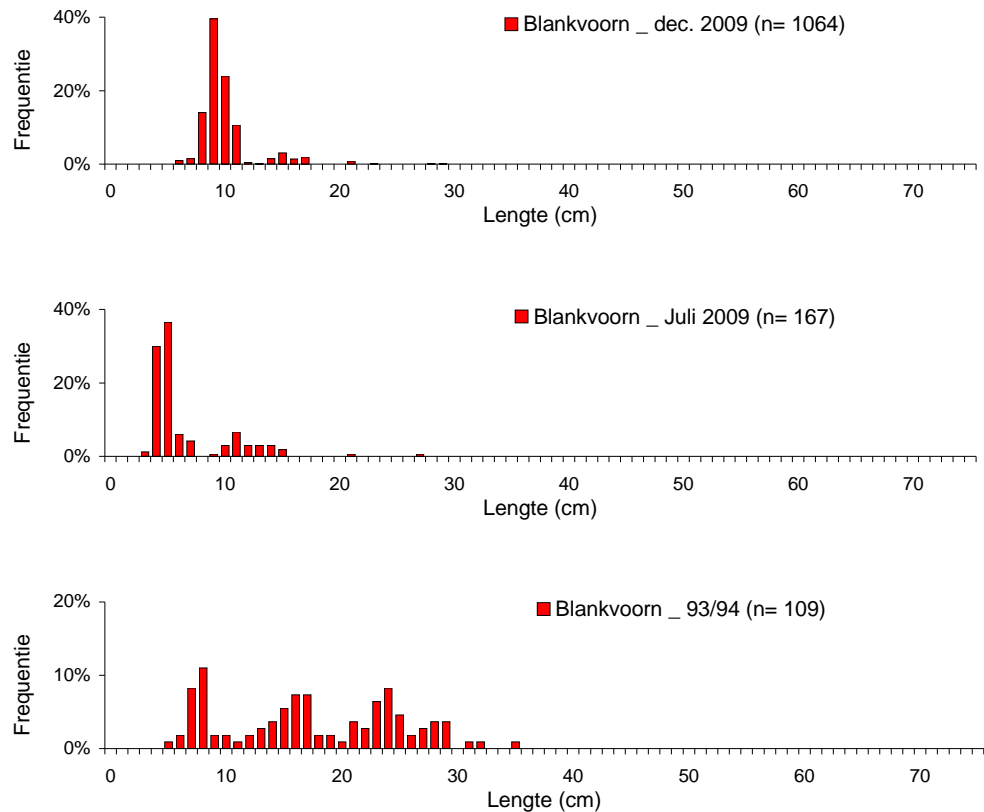 40%
Blankvoorn _ dec. 2009 (n= 1064)
Frequentie
20%
0%
0 10 20 30 40 50 60 70
Lengte (cm)
40%
Blankvoorn _ Juli 2009 (n= 167)
Frequentie
20%
0%
0 10 20 30 40 50 60 70
Lengte (cm)
20%
Blankvoorn _ 93/94 (n= 109)
Frequentie
10%
0%
0 10 20 30 40 50 60 70
Lengte (cm)